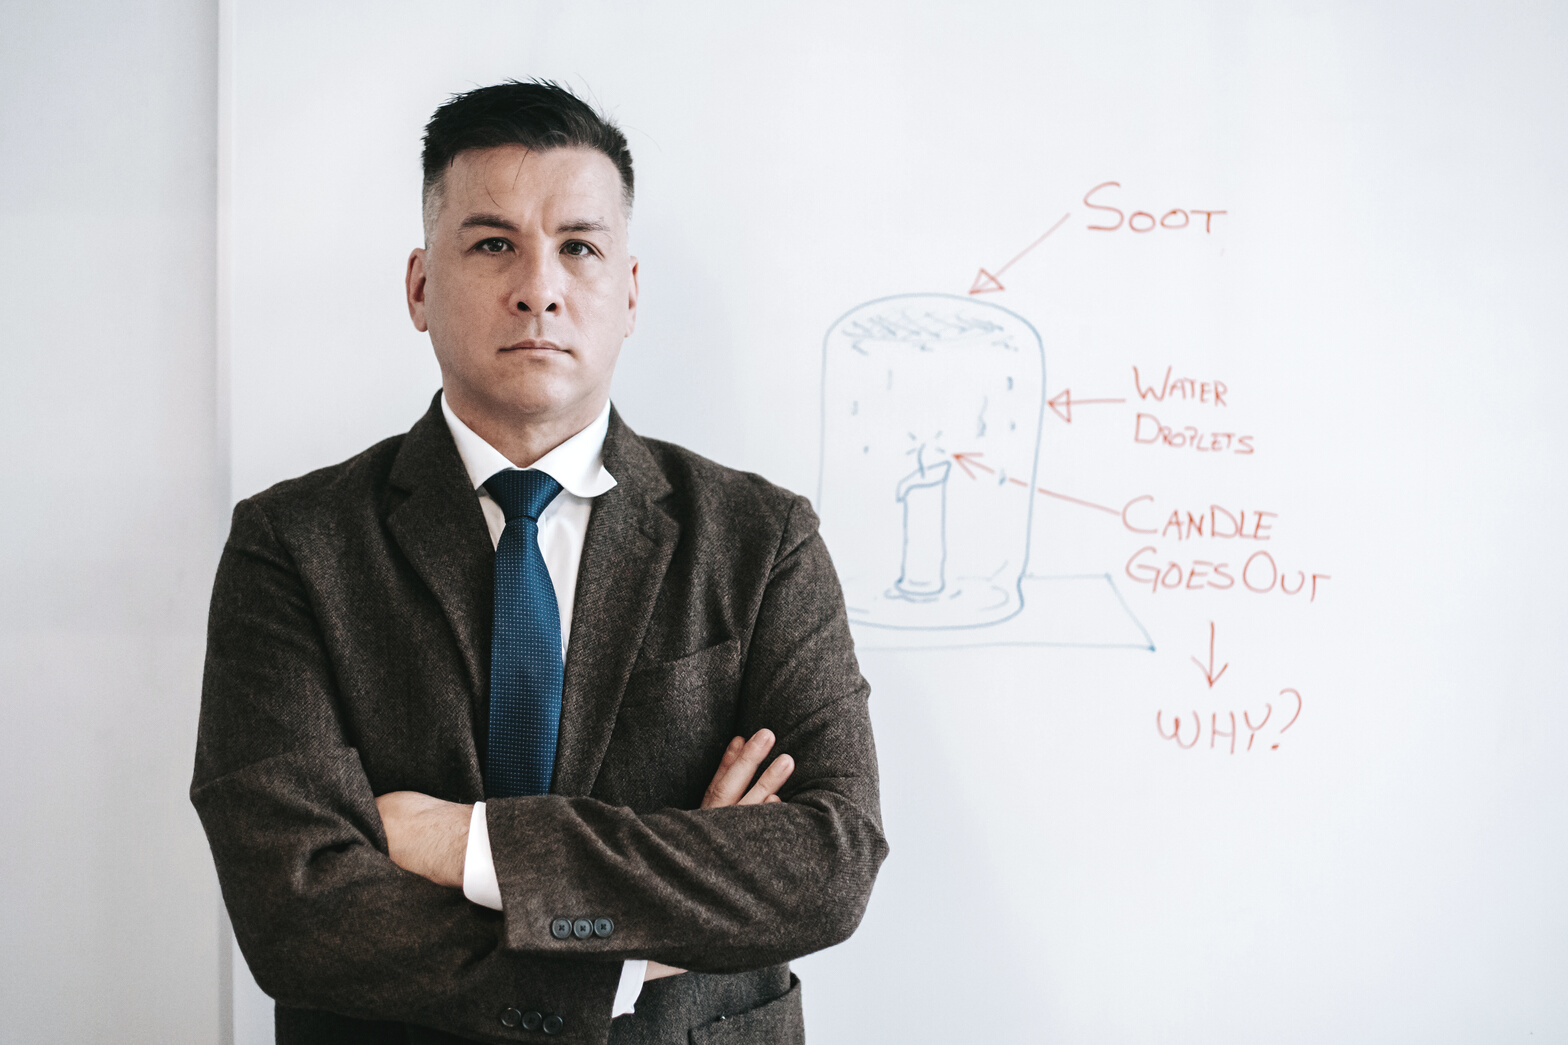 SOOT
WATER
DROPLETS
CANDLE
GOES OUT
WHY?